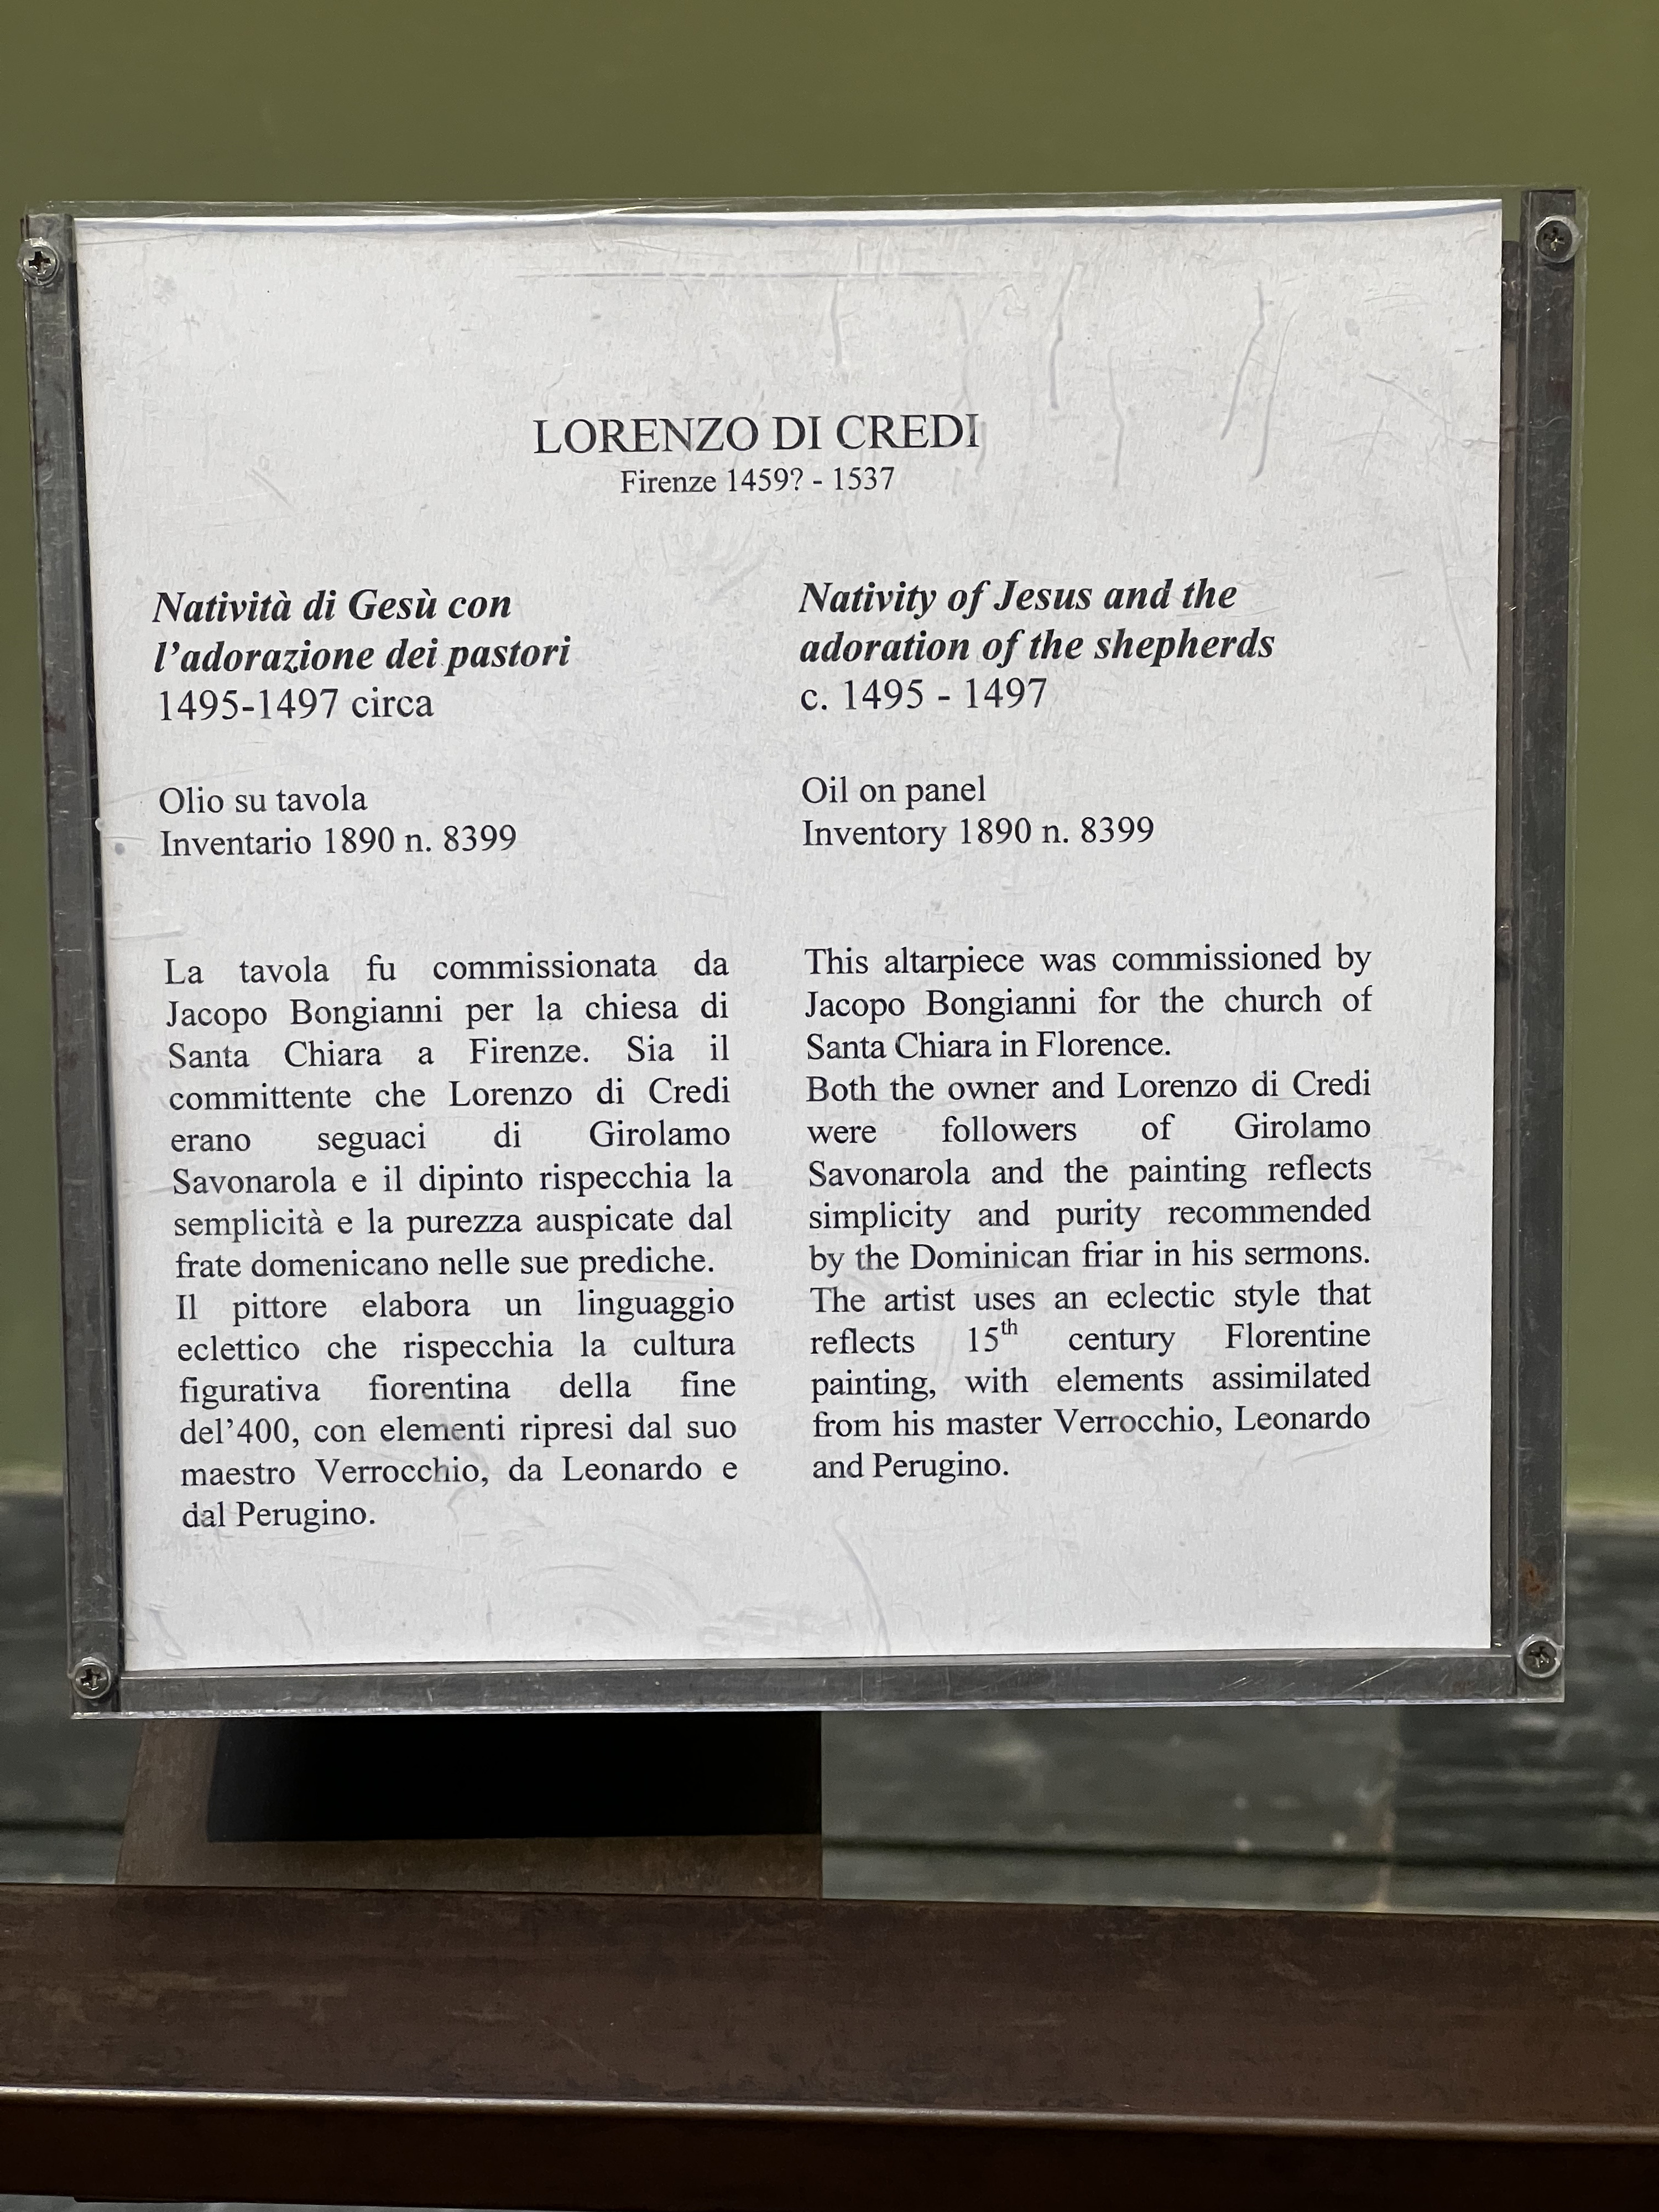 LORENZO DI CREDI
Firenze 1459? - 1537
Natività di Gesù con
l’adorazione dei pastori
1495-1497 circa
Olio su tavola
Inventario 1890 n. 8399
La tavola fu commissionata da
Jacopo Bongianni per la chiesa di
Santa Chiara a Firenze. Sia il
committente che Lorenzo di Credi
erano seguaci di Girolamo
Savonarola e il dipinto rispecchia la
semplicità e la purezza auspicate dal
frate domenicano nelle sue prediche.
Il pittore elabora un linguaggio
eclettico che rispecchia la cultura
figurativa fiorentina della fine
del’400, con elementi ripresi dal suo
maestro Verrocchio, da Leonardo e
dal Perugino.
Nativity of Jesus and the
adoration of the shepherds
c. 1495 - 1497
Oil on panel
Inventory 1890 n. 8399
This altarpiece was commissioned by
Jacopo Bongianni for the church of
Santa Chiara in Florence.
Both the owner and Lorenzo di Credi
were followers of Girolamo
Savonarola and the painting reflects
simplicity and purity recommended
by the Dominican friar in his sermons.
The artist uses an eclectic style that
reflects 15th century Florentine
painting, with elements assimilated
from his master Verrocchio, Leonardo
and Perugino.